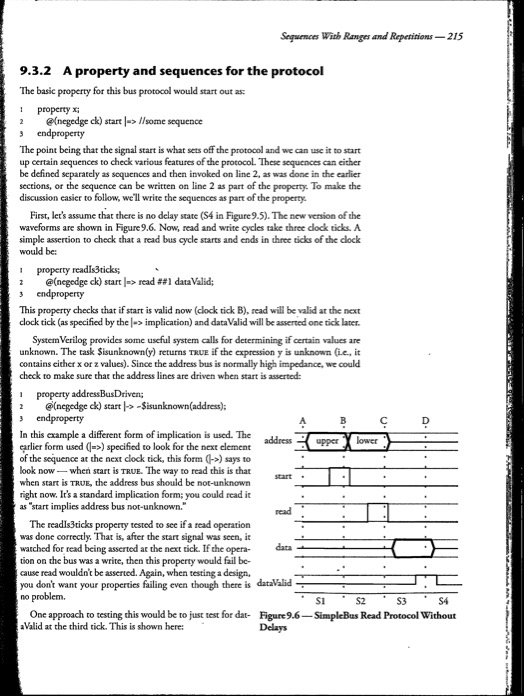 Sequences With Ranges and Repetitions — 215
9.3.2 A property and sequences for the protocol
The basic property for this bus protocol would start out as:
1 property x;
2 @(negedge ck) start |=> //some sequence
3 endproperty
The point being that the signal start is what sets off the protocol and we can use it to start
up certain sequences to check various features of the protocol. These sequences can either
be defined separately as sequences and then invoked on line 2, as was done in the earlier
sections, or the sequence can be written on line 2 as part of the property. To make the
discussion easier to follow, we'll write the sequences as part of the property.
First, let's assume that there is no delay state (S4 in Figure 9.5). The new version of the
waveforms are shown in Figure 9.6. Now, read and write cycles take three clock ticks. A
simple assertion to check that a read bus cycle starts and ends in three ticks of the clock
would be:
1 property readIs3ticks;
2 @(negedge ck) start |=> read ##1 dataValid;
3 endproperty
This property checks that if start is valid now (clock tick B), read will be valid at the next
clock tick (as specified by the |=> implication) and dataValid will be asserted one tick later.
SystemVerilog provides some useful system calls for determining if certain values are
unknown. The task $isunknown(y) returns TRUE if the expression y is unknown (i.e., it
contains either x or z values). Since the address bus is normally high impedance, we could
check to make sure that the address lines are driven when start is asserted:
1 property addressBusDriven;
2 @(negedge ck) start |-> ~$isunknown(address);
3 endproperty
In this example a different form of implication is used. The
earlier form used (|=>) specified to look for the next element
of the sequence at the next clock tick, this form (|->) says to
look now — when start is TRUE. The way to read this is that
when start is TRUE, the address bus should be not-unknown
right now. It's a standard implication form; you could read it
as "start implies address bus not-unknown."
The readIs3ticks property tested to see if a read operation
was done correctly. That is, after the start signal was seen, it
watched for read being asserted at the next tick. If the opera-
tion on the bus was a write, then this property would fail be-
cause read wouldn't be asserted. Again, when testing a design,
you don't want your properties failing even though there is
no problem.
One approach to testing this would be to just test for dat-
aValid at the third tick. This is shown here:
A B C D
address upper lower
start
read
data
dataValid
S1 S2 S3 S4
Figure 9.6 — SimpleBus Read Protocol Without
Delays